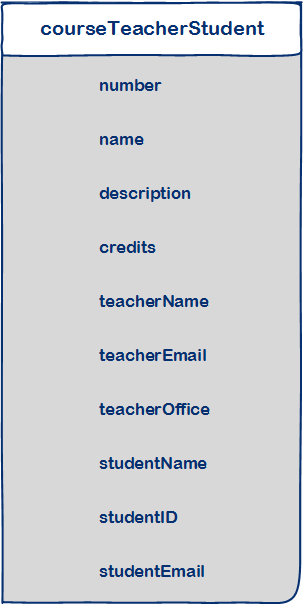 courseTeacherStudent
number
name
description
credits
teacherName
teacherEmail
teacherOffice
studentName
studentID
studentEmail